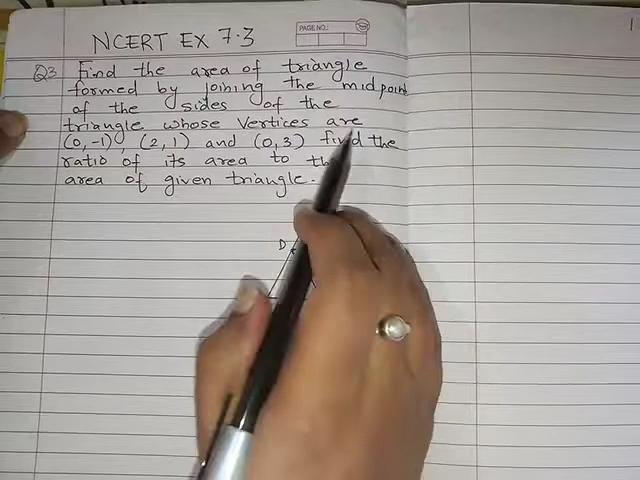 PAGE NO.:
NCERT EX 7.3
Q3 Find the area of triangle
formed by joining the midpoint
of the sides of the
triangle whose vertices are
(0, -1), (2, 1) and (0, 3) find the
ratio of its area to
area of given triangle.
D